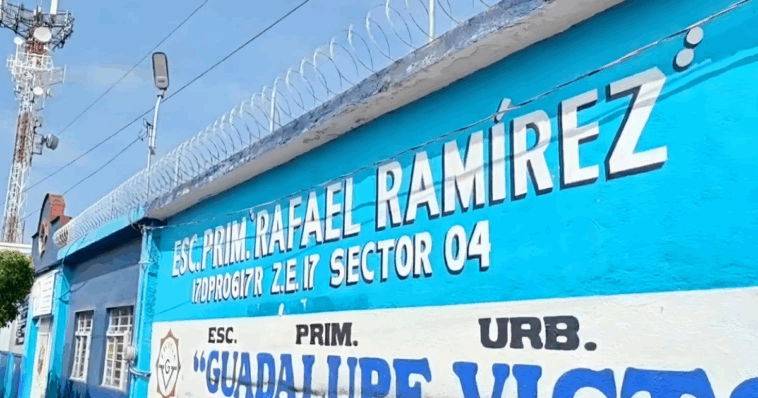 ESC. PRIM. "RAFAEL RAMÍREZ"
17DPR0617R Z.E. 17 SECTOR 04
ESC. PRIM. URB.
"GUADALUPE